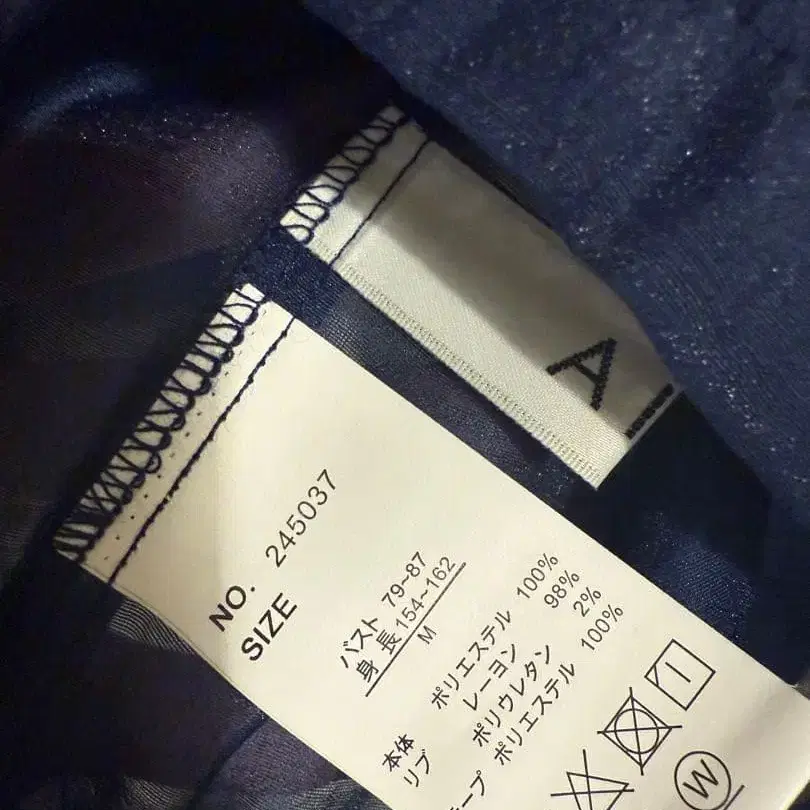 A
NO. 245037
SIZE
バスト 79~87
身長 154~162
M
本体 ポリエステル 100%
リブ レーヨン 98%
ポリウレタン 2%
テープ ポリエステル 100%
W